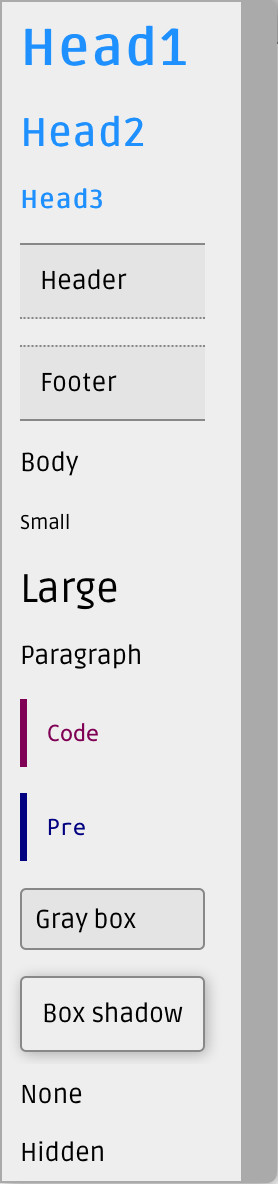 Head1
Head2
Head3
Header
Footer
Body
Small
Large
Paragraph
Code
Pre
Gray box
Box shadow
None
Hidden